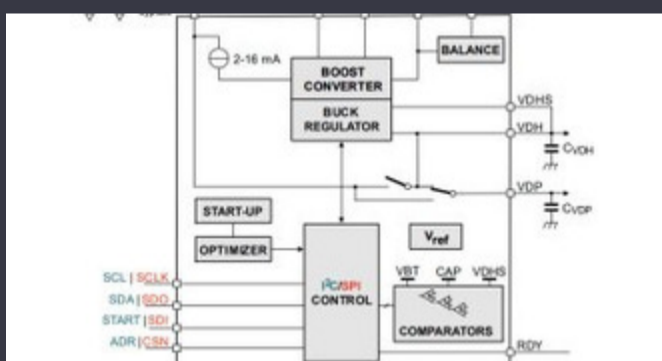 2-16 mA
BALANCE
BOOST
CONVERTER
BUCK
REGULATOR
VDHS
VDH
CVDH
VDP
CVDP
START-UP
OPTIMIZER
Vref
I²C/SPI
CONTROL
VBT CAP VDHS
COMPARATORS
SCL | SCLK
SDA | SDO
START | SDI
ADR | CSN
RDY